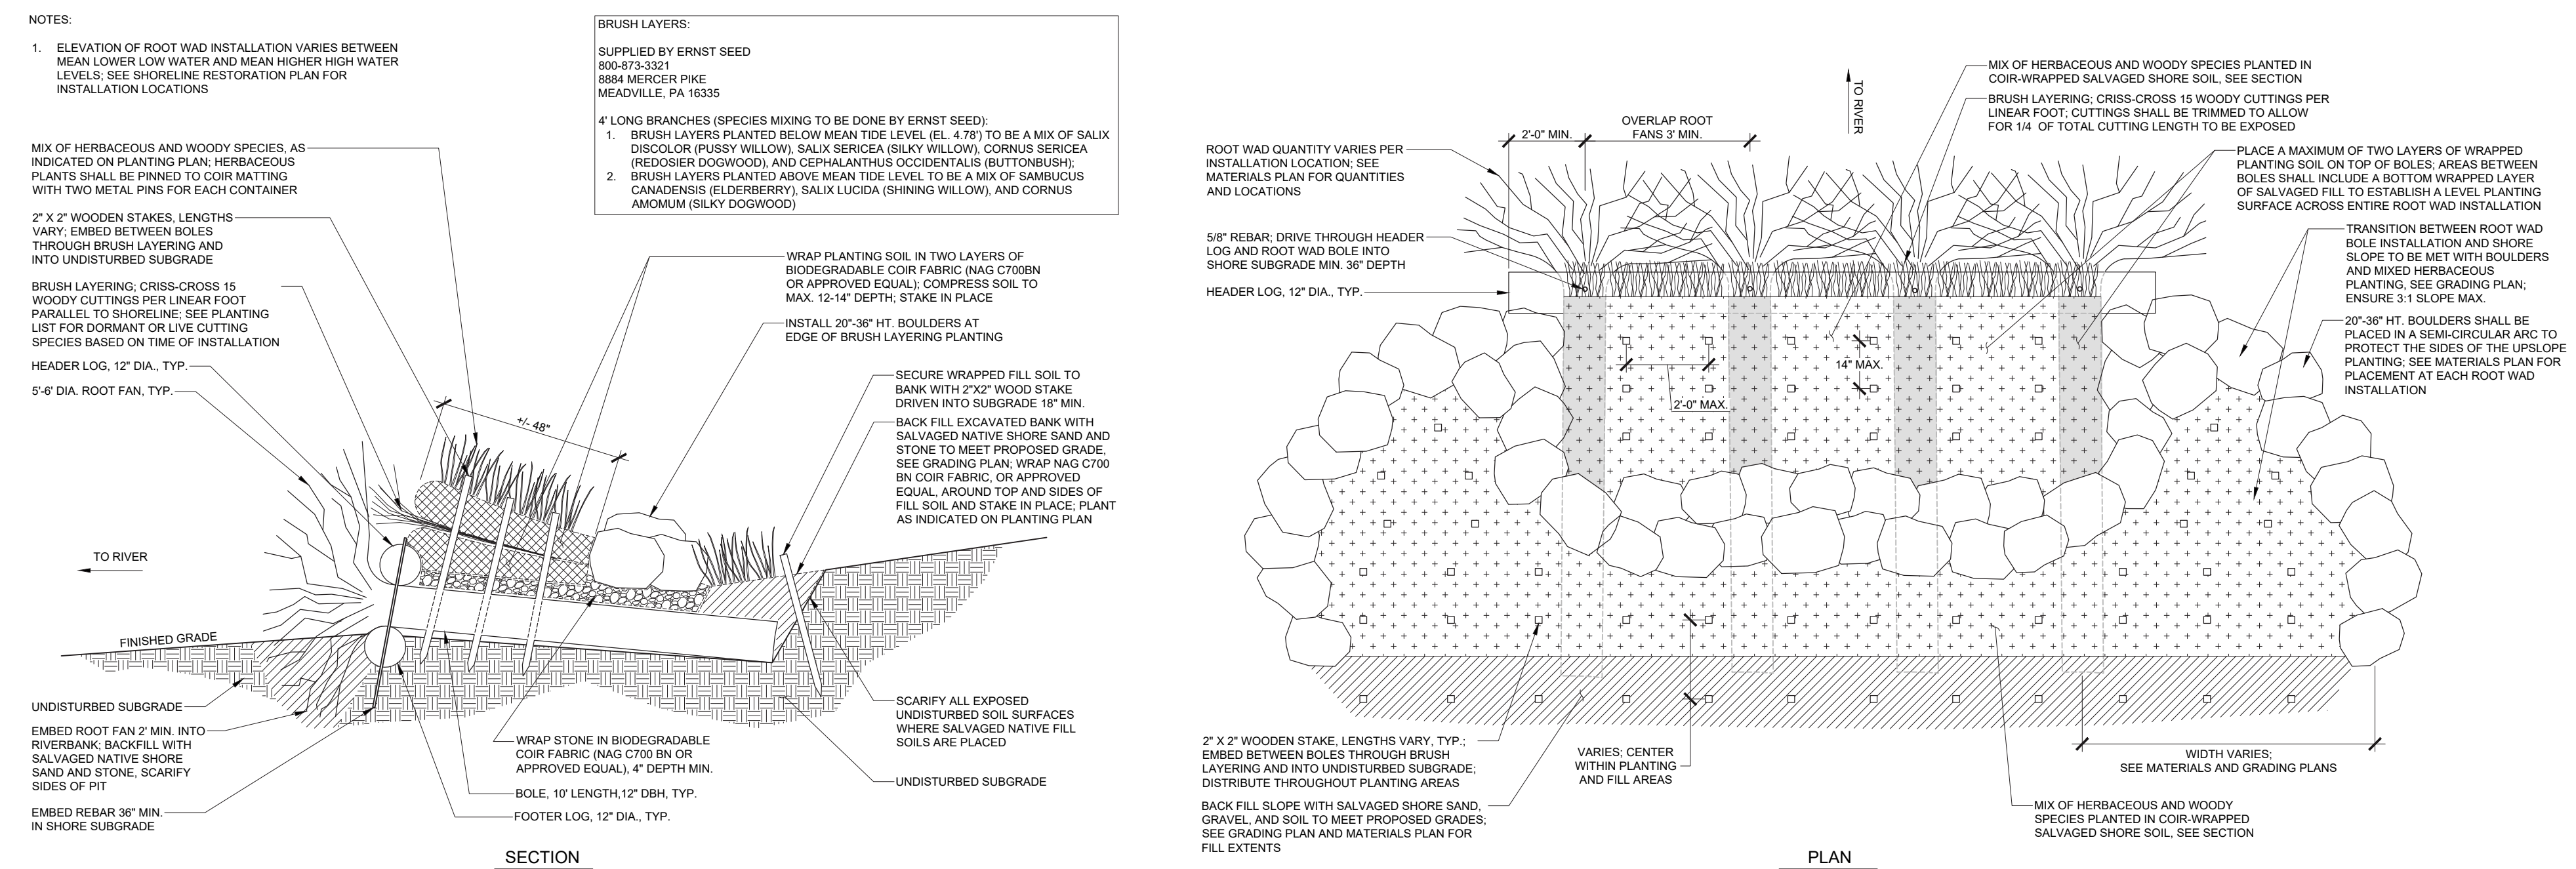 NOTES:
1. ELEVATION OF ROOT WAD INSTALLATION VARIES BETWEEN
MEAN LOWER LOW WATER AND MEAN HIGHER HIGH WATER
LEVELS; SEE SHORELINE RESTORATION PLAN FOR
INSTALLATION LOCATIONS
BRUSH LAYERS:
SUPPLIED BY ERNST SEED
800-873-3321
8884 MERCER PIKE
MEADVILLE, PA 16335
4' LONG BRANCHES (SPECIES MIXING TO BE DONE BY ERNST SEED):
1. BRUSH LAYERS PLANTED BELOW MEAN TIDE LEVEL (EL. 4.78') TO BE A MIX OF SALIX
DISCOLOR (PUSSY WILLOW), SALIX SERICEA (SILKY WILLOW), CORNUS SERICEA
(REDOSIER DOGWOOD), AND CEPHALANTHUS OCCIDENTALIS (BUTTONBUSH);
2. BRUSH LAYERS PLANTED ABOVE MEAN TIDE LEVEL TO BE A MIX OF SAMBUCUS
CANADENSIS (ELDERBERRY), SALIX LUCIDA (SHINING WILLOW), AND CORNUS
AMOMUM (SILKY DOGWOOD)
MIX OF HERBACEOUS AND WOODY SPECIES, AS
INDICATED ON PLANTING PLAN; HERBACEOUS
PLANTS SHALL BE PINNED TO COIR MATTING
WITH TWO METAL PINS FOR EACH CONTAINER
2" X 2" WOODEN STAKES, LENGTHS
VARY; EMBED BETWEEN BOLES
THROUGH BRUSH LAYERING AND
INTO UNDISTURBED SUBGRADE
BRUSH LAYERING; CRISS-CROSS 15
WOODY CUTTINGS PER LINEAR FOOT
PARALLEL TO SHORELINE; SEE PLANTING
LIST FOR DORMANT OR LIVE CUTTING
SPECIES BASED ON TIME OF INSTALLATION
HEADER LOG, 12" DIA., TYP.
5'-6' DIA. ROOT FAN, TYP.
+/- 48"
TO RIVER
FINISHED GRADE
UNDISTURBED SUBGRADE
EMBED ROOT FAN 2' MIN. INTO
RIVERBANK; BACKFILL WITH
SALVAGED NATIVE SHORE
SAND AND STONE, SCARIFY
SIDES OF PIT
EMBED REBAR 36" MIN.
IN SHORE SUBGRADE
WRAP PLANTING SOIL IN TWO LAYERS OF
BIODEGRADABLE COIR FABRIC (NAG C700BN
OR APPROVED EQUAL); COMPRESS SOIL TO
MAX. 12-14" DEPTH; STAKE IN PLACE
INSTALL 20"-36" HT. BOULDERS AT
EDGE OF BRUSH LAYERING PLANTING
SECURE WRAPPED FILL SOIL TO
BANK WITH 2"X2" WOOD STAKE
DRIVEN INTO SUBGRADE 18" MIN.
BACK FILL EXCAVATED BANK WITH
SALVAGED NATIVE SHORE SAND AND
STONE TO MEET PROPOSED GRADE,
SEE GRADING PLAN; WRAP NAG C700
BN COIR FABRIC, OR APPROVED
EQUAL, AROUND TOP AND SIDES OF
FILL SOIL AND STAKE IN PLACE; PLANT
AS INDICATED ON PLANTING PLAN
SCARIFY ALL EXPOSED
UNDISTURBED SOIL SURFACES
WHERE SALVAGED NATIVE FILL
SOILS ARE PLACED
UNDISTURBED SUBGRADE
WRAP STONE IN BIODEGRADABLE
COIR FABRIC (NAG C700 BN OR
APPROVED EQUAL), 4" DEPTH MIN.
BOLE, 10' LENGTH,12" DBH, TYP.
FOOTER LOG, 12" DIA., TYP.
SECTION
ROOT WAD QUANTITY VARIES PER
INSTALLATION LOCATION; SEE
MATERIALS PLAN FOR QUANTITIES
AND LOCATIONS
5/8" REBAR; DRIVE THROUGH HEADER
LOG AND ROOT WAD BOLE INTO
SHORE SUBGRADE MIN. 36" DEPTH
HEADER LOG, 12" DIA., TYP.
2'-0" MIN.
OVERLAP ROOT
FANS 3' MIN.
TO RIVER
MIX OF HERBACEOUS AND WOODY SPECIES PLANTED IN
COIR-WRAPPED SALVAGED SHORE SOIL, SEE SECTION
BRUSH LAYERING; CRISS-CROSS 15 WOODY CUTTINGS PER
LINEAR FOOT; CUTTINGS SHALL BE TRIMMED TO ALLOW
FOR 1/4 OF TOTAL CUTTING LENGTH TO BE EXPOSED
PLACE A MAXIMUM OF TWO LAYERS OF WRAPPED
PLANTING SOIL ON TOP OF BOLES; AREAS BETWEEN
BOLES SHALL INCLUDE A BOTTOM WRAPPED LAYER
OF SALVAGED FILL TO ESTABLISH A LEVEL PLANTING
SURFACE ACROSS ENTIRE ROOT WAD INSTALLATION
TRANSITION BETWEEN ROOT WAD
BOLE INSTALLATION AND SHORE
SLOPE TO BE MET WITH BOULDERS
AND MIXED HERBACEOUS
PLANTING, SEE GRADING PLAN;
ENSURE 3:1 SLOPE MAX.
20"-36" HT. BOULDERS SHALL BE
PLACED IN A SEMI-CIRCULAR ARC TO
PROTECT THE SIDES OF THE UPSLOPE
PLANTING; SEE MATERIALS PLAN FOR
PLACEMENT AT EACH ROOT WAD
INSTALLATION
14" MAX.
2'-0" MAX.
2" X 2" WOODEN STAKE, LENGTHS VARY, TYP.;
EMBED BETWEEN BOLES THROUGH BRUSH
LAYERING AND INTO UNDISTURBED SUBGRADE;
DISTRIBUTE THROUGHOUT PLANTING AREAS
BACK FILL SLOPE WITH SALVAGED SHORE SAND,
GRAVEL, AND SOIL TO MEET PROPOSED GRADES;
SEE GRADING PLAN AND MATERIALS PLAN FOR
FILL EXTENTS
VARIES; CENTER
WITHIN PLANTING
AND FILL AREAS
WIDTH VARIES;
SEE MATERIALS AND GRADING PLANS
MIX OF HERBACEOUS AND WOODY
SPECIES PLANTED IN COIR-WRAPPED
SALVAGED SHORE SOIL, SEE SECTION
PLAN